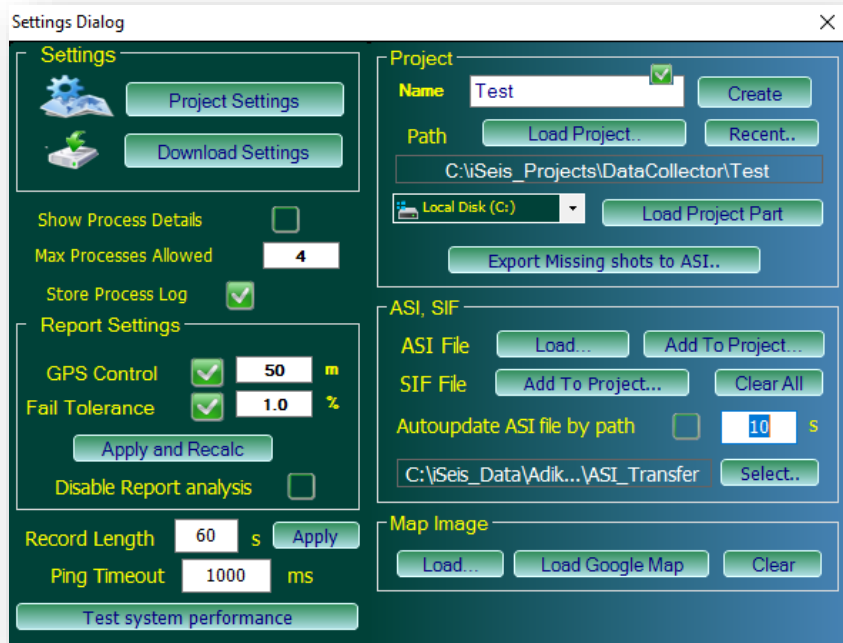 Settings Dialog
Settings
Project Settings
Download Settings
Show Process Details
Max Processes Allowed 4
Store Process Log
Report Settings
GPS Control 50 m
Fail Tolerance 1.0 %
Apply and Recalc
Disable Report analysis
Record Length 60 s Apply
Ping Timeout 1000 ms
Test system performance
Project
Name Test Create
Path Load Project.. Recent..
C:\iSeis_Projects\DataCollector\Test
Local Disk (C:) Load Project Part
Export Missing shots to ASI..
ASI, SIF
ASI File Load... Add To Project...
SIF File Add To Project... Clear All
Autoupdate ASI file by path 10 s
C:\iSeis_Data\Adik...\ASI_Transfer Select..
Map Image
Load... Load Google Map Clear